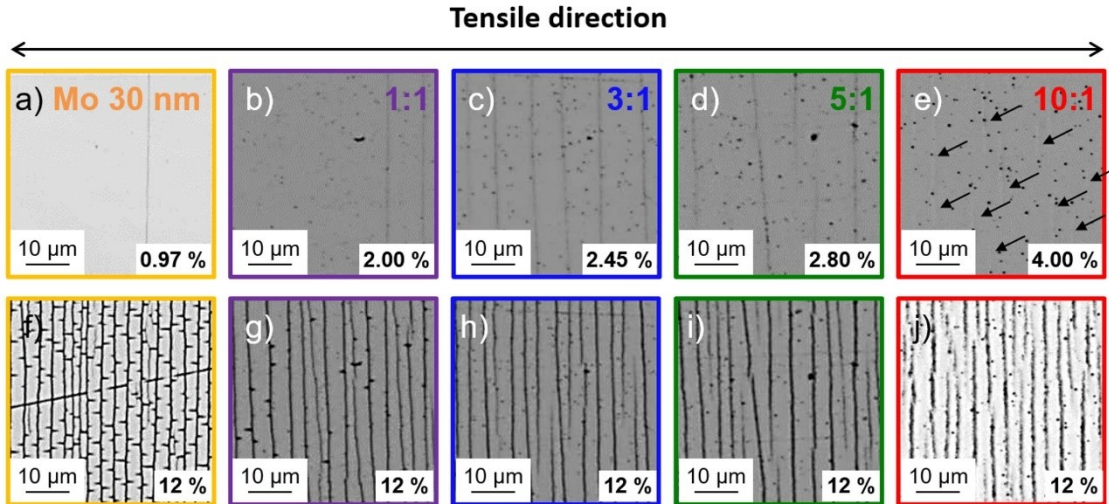 Tensile direction
a) Mo 30 nm
10 µm
0.97 %
b) 1:1
10 µm
2.00 %
c) 3:1
10 µm
2.45 %
d) 5:1
10 µm
2.80 %
e) 10:1
10 µm
4.00 %
f)
10 µm
12 %
g)
10 µm
12 %
h)
10 µm
12 %
i)
10 µm
12 %
j)
10 µm
12 %